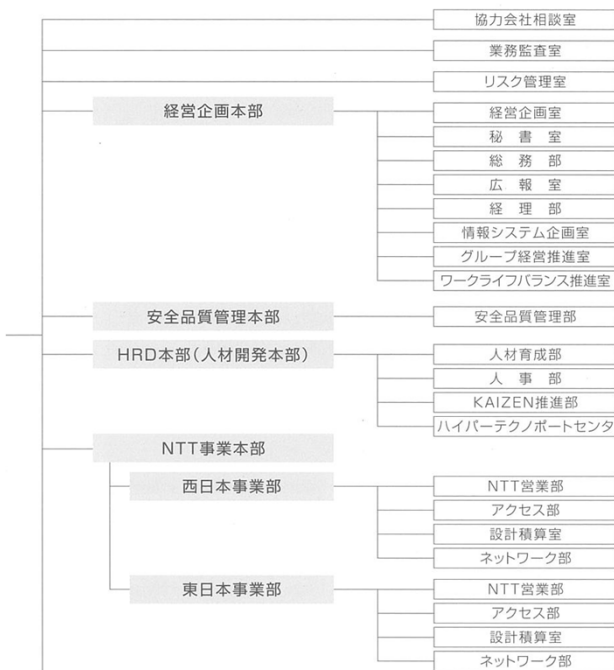 協力会社相談室
業務監査室
リスク管理室
経営企画本部
経営企画室
秘書室
総務部
広報室
経理部
情報システム企画室
グループ経営推進室
ワークライフバランス推進室
安全品質管理本部
安全品質管理部
HRD本部(人材開発本部)
人材育成部
人事部
KAIZEN推進部
ハイパーテクノポートセンタ
NTT事業本部
西日本事業部
NTT営業部
アクセス部
設計積算室
ネットワーク部
東日本事業部
NTT営業部
アクセス部
設計積算室
ネットワーク部